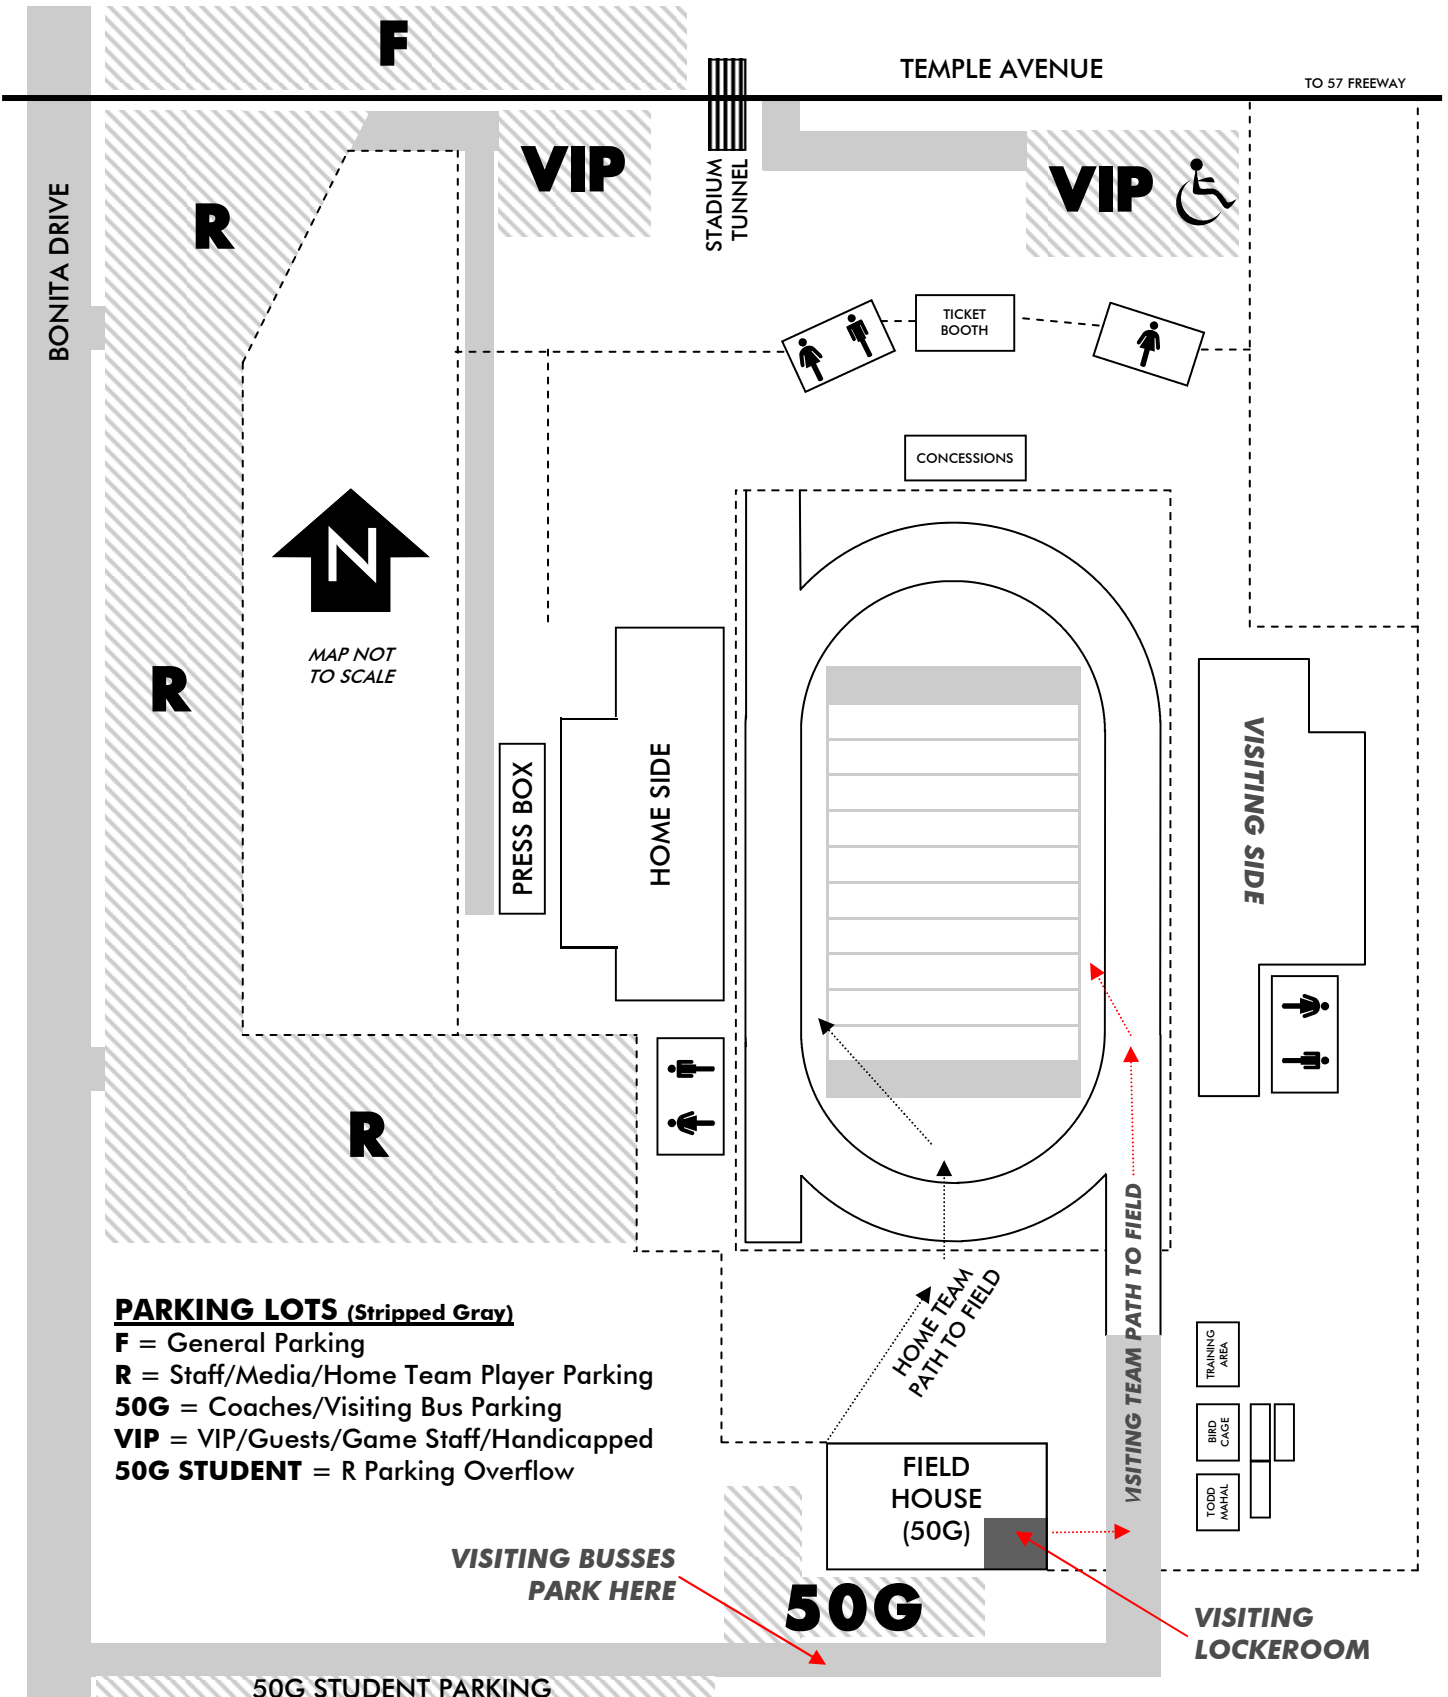 F
TEMPLE AVENUE
TO 57 FREEWAY
BONITA DRIVE
R
VIP
STADIUM
TUNNEL
VIP
TICKET
BOOTH
CONCESSIONS
N
MAP NOT
TO SCALE
R
PRESS BOX
HOME SIDE
VISITING SIDE
R
PARKING LOTS (Stripped Gray)
F = General Parking
R = Staff/Media/Home Team Player Parking
50G = Coaches/Visiting Bus Parking
VIP = VIP/Guests/Game Staff/Handicapped
50G STUDENT = R Parking Overflow
HOME TEAM
PATH TO FIELD
VISITING TEAM PATH TO FIELD
TRAINING
AREA
BIRD
CAGE
TODD
MAHAL
FIELD
HOUSE
(50G)
VISITING BUSSES
PARK HERE
50G
VISITING
LOCKEROOM
50G STUDENT PARKING